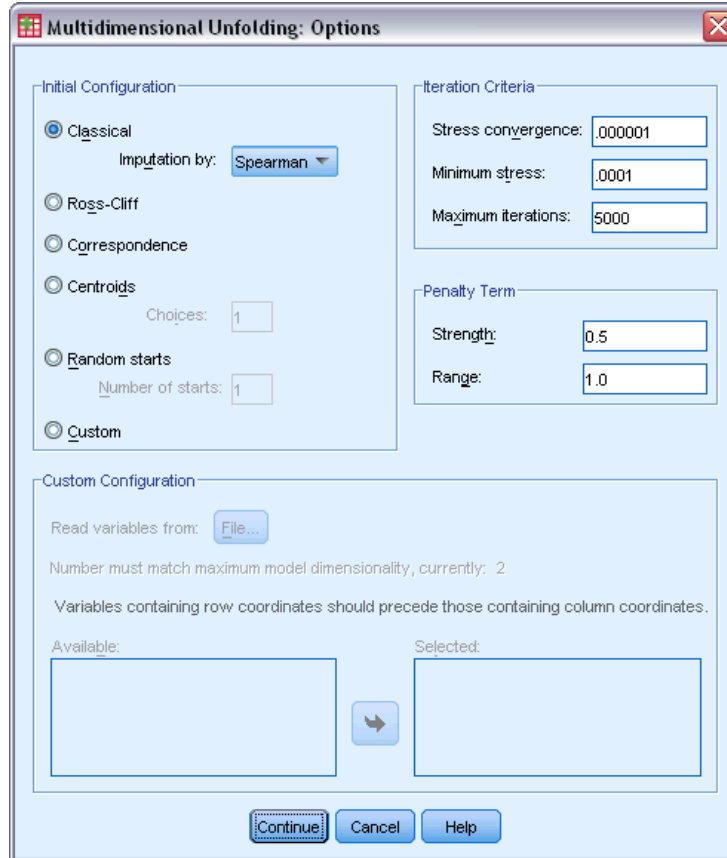 Multidimensional Unfolding: Options
Initial Configuration
Classical
Imputation by: Spearman
Ross-Cliff
Correspondence
Centroids
Choices: 1
Random starts
Number of starts: 1
Custom
Iteration Criteria
Stress convergence: .000001
Minimum stress: .0001
Maximum iterations: 5000
Penalty Term
Strength: 0.5
Range: 1.0
Custom Configuration
Read variables from: File...
Number must match maximum model dimensionality, currently: 2
Variables containing row coordinates should precede those containing column coordinates.
Available:
Selected:
Continue Cancel Help